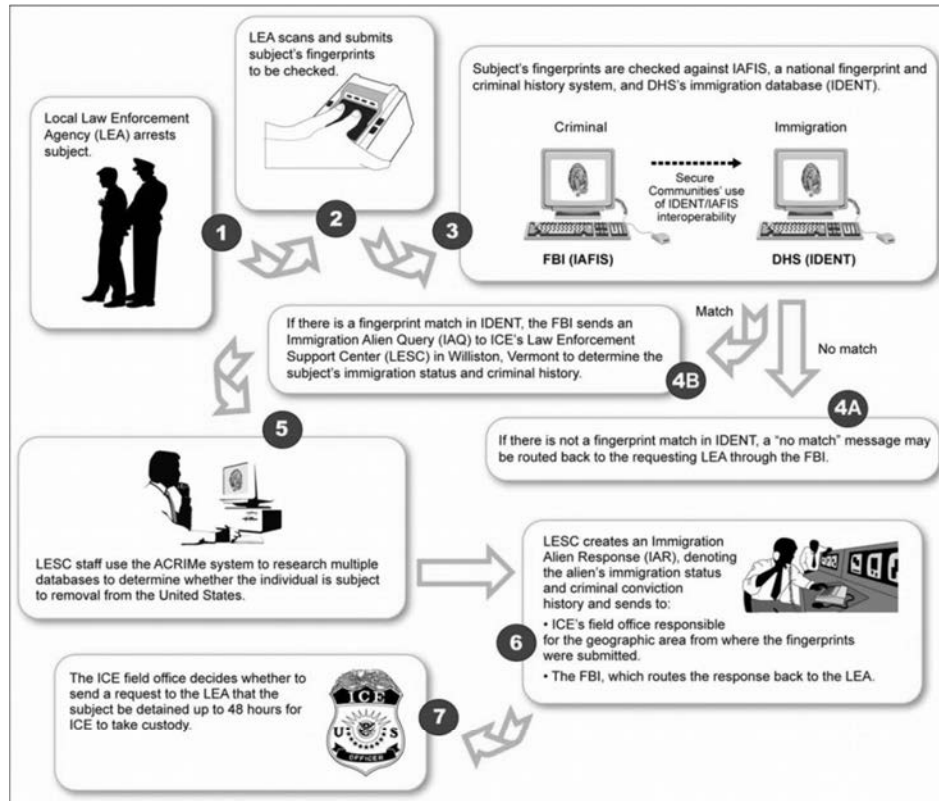 Local Law Enforcement
Agency (LEA) arrests
subject.
1
LEA scans and submits
subject's fingerprints
to be checked.
2
Subject's fingerprints are checked against IAFIS, a national fingerprint and
criminal history system, and DHS's immigration database (IDENT).
Criminal
Immigration
Secure
Communities' use
of IDENT/IAFIS
interoperability
FBI (IAFIS)
DHS (IDENT)
3
Match
No match
4A
If there is not a fingerprint match in IDENT, a "no match" message may
be routed back to the requesting LEA through the FBI.
If there is a fingerprint match in IDENT, the FBI sends an
Immigration Alien Query (IAQ) to ICE's Law Enforcement
Support Center (LESC) in Williston, Vermont to determine the
subject's immigration status and criminal history.
4B
5
LESC staff use the ACRIMe system to research multiple
databases to determine whether the individual is subject
to removal from the United States.
LESC creates an Immigration
Alien Response (IAR), denoting
the alien's immigration status
and criminal conviction
history and sends to:
• ICE's field office responsible
for the geographic area from where the fingerprints
were submitted.
• The FBI, which routes the response back to the LEA.
6
The ICE field office decides whether to
send a request to the LEA that the
subject be detained up to 48 hours for
ICE to take custody.
ICE
U S
OFFICER
7